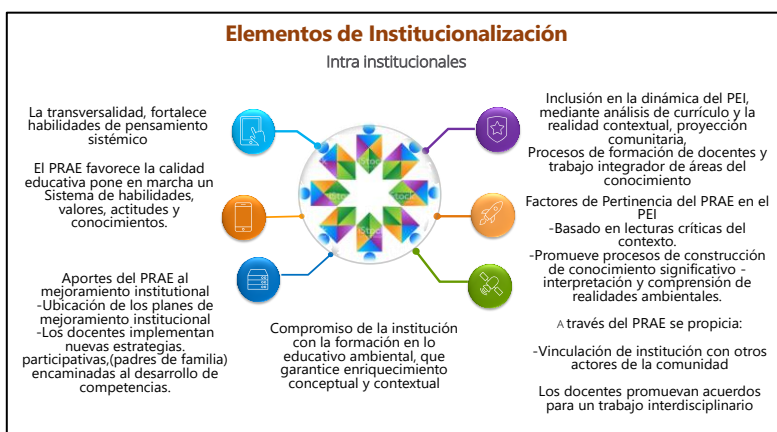 Elementos de Institucionalización
Intra institucionales
La transversalidad, fortalece
habilidades de pensamiento
sistémico
El PRAE favorece la calidad
educativa pone en marcha un
Sistema de habilidades,
valores, actitudes y
conocimientos.
Aportes del PRAE al
mejoramiento institutional
-Ubicación de los planes de
mejoramiento institucional
-Los docentes implementan
nuevas estrategias.
participativas,(padres de familia)
encaminadas al desarrollo de
competencias.
Compromiso de la institución
con la formación en lo
educativo ambiental, que
garantice enriquecimiento
conceptual y contextual
Inclusión en la dinámica del PEI,
mediante análisis de currículo y la
realidad contextual, proyección
comunitaria,
Procesos de formación de docentes y
trabajo integrador de áreas del
conocimiento
Factores de Pertinencia del PRAE en el
PEI
-Basado en lecturas críticas del
contexto.
-Promueve procesos de construcción
de conocimiento significativo -
interpretación y comprensión de
realidades ambientales.
A través del PRAE se propicia:
-Vinculación de institución con otros
actores de la comunidad
Los docentes promuevan acuerdos
para un trabajo interdisciplinario